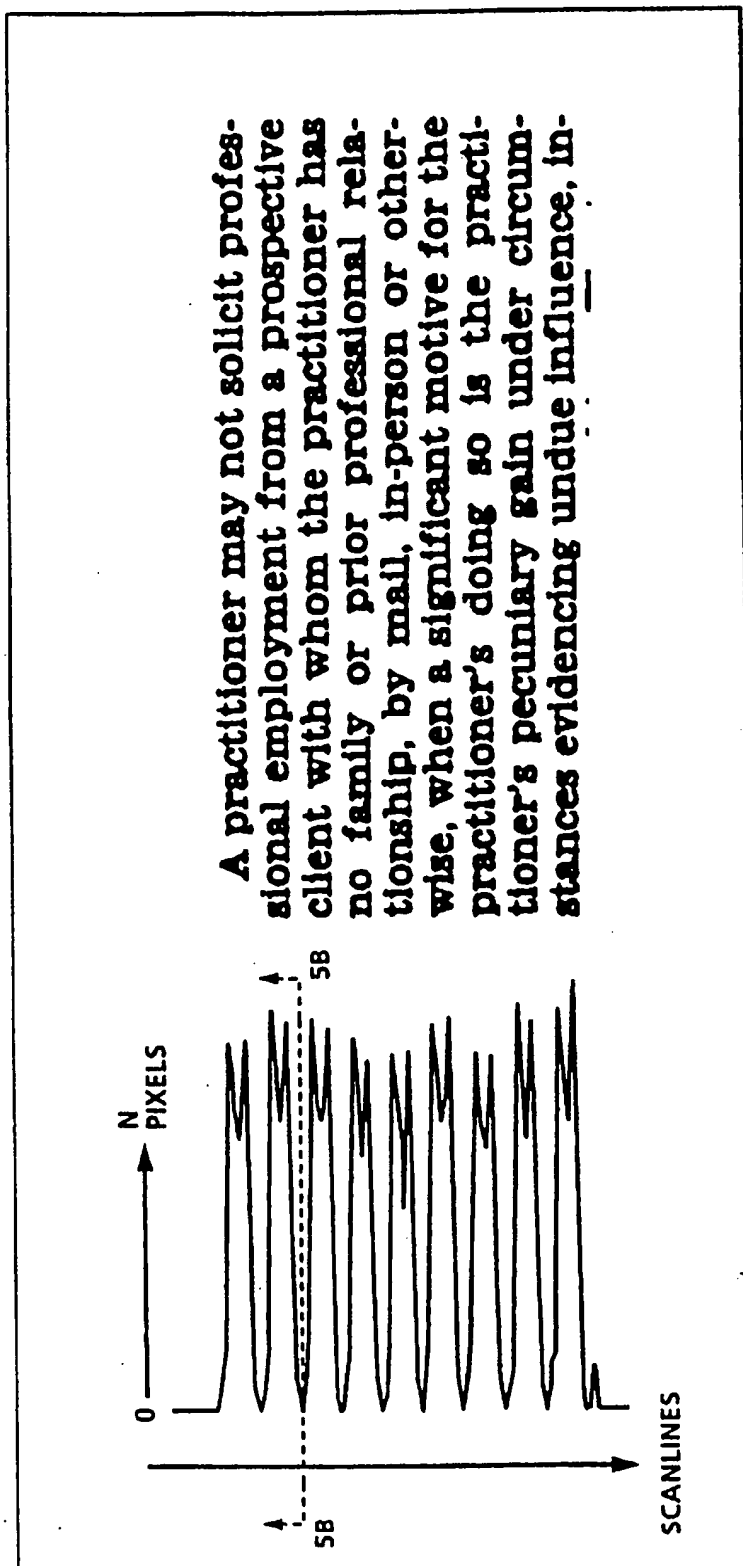 N
PIXELS
0
5B
5B
SCANLINES
A practitioner may not solicit profes-
sional employment from a prospective
client with whom the practitioner has
no family or prior professional rela-
tionship, by mail, in-person or other-
wise, when a significant motive for the
practitioner's doing so is the practi-
tioner's pecuniary gain under circum-
stances evidencing undue influence, in-